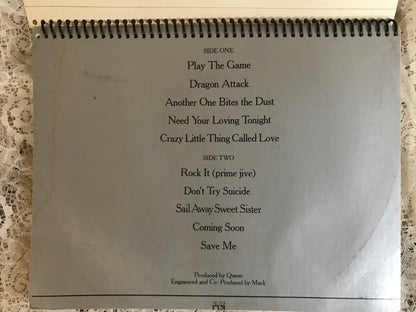 SIDE ONE
Play The Game
Dragon Attack
Another One Bites the Dust
Need Your Loving Tonight
Crazy Little Thing Called Love
SIDE TWO
Rock It (prime jive)
Don't Try Suicide
Sail Away Sweet Sister
Coming Soon
Save Me
Produced by Queen
Engineered and Co-Produced by Mack